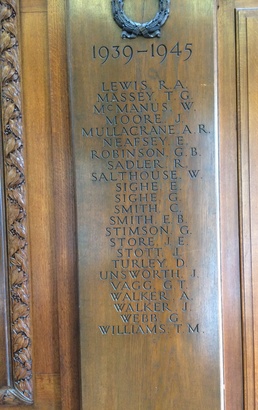 1939-1945
LEWIS, R.A.
MASSEY, T. G.
McMANUS, W.
MOORE, J.
MULLACRANE, A. R.
NEAFSEY, E.
ROBINSON, G. B.
SADLER, R.
SALTHOUSE, W.
SIGHE, E.
SIGHE, G.
SMITH, C.
SMITH, E.B.
STIMSON, G.
STORE, J. E.
STOTT, J.
TURLEY, D.
UNSWORTH, J.
VAGG, G.T.
WALKER, A.
WALKER, J.
WEBB, G.
WILLIAMS, T. M.